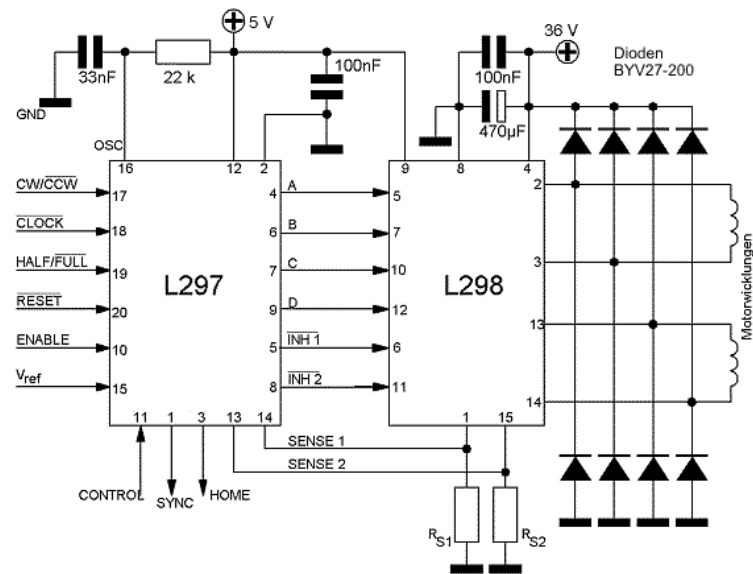 5 V
36 V
33nF
22 k
100nF
100nF
470µF
Dioden
BYV27-200
GND
OSC
16
12
2
9
8
4
CW/CCW
17
4
A
5
2
CLOCK
18
6
B
7
HALF/FULL
19
7
C
10
3
L297
L298
RESET
20
9
D
12
13
ENABLE
10
5
INH 1
6
Vref
15
8
INH 2
11
14
Motorwicklungen
11
1
3
13
14
1
15
SENSE 1
SENSE 2
CONTROL
SYNC
HOME
RS1
RS2